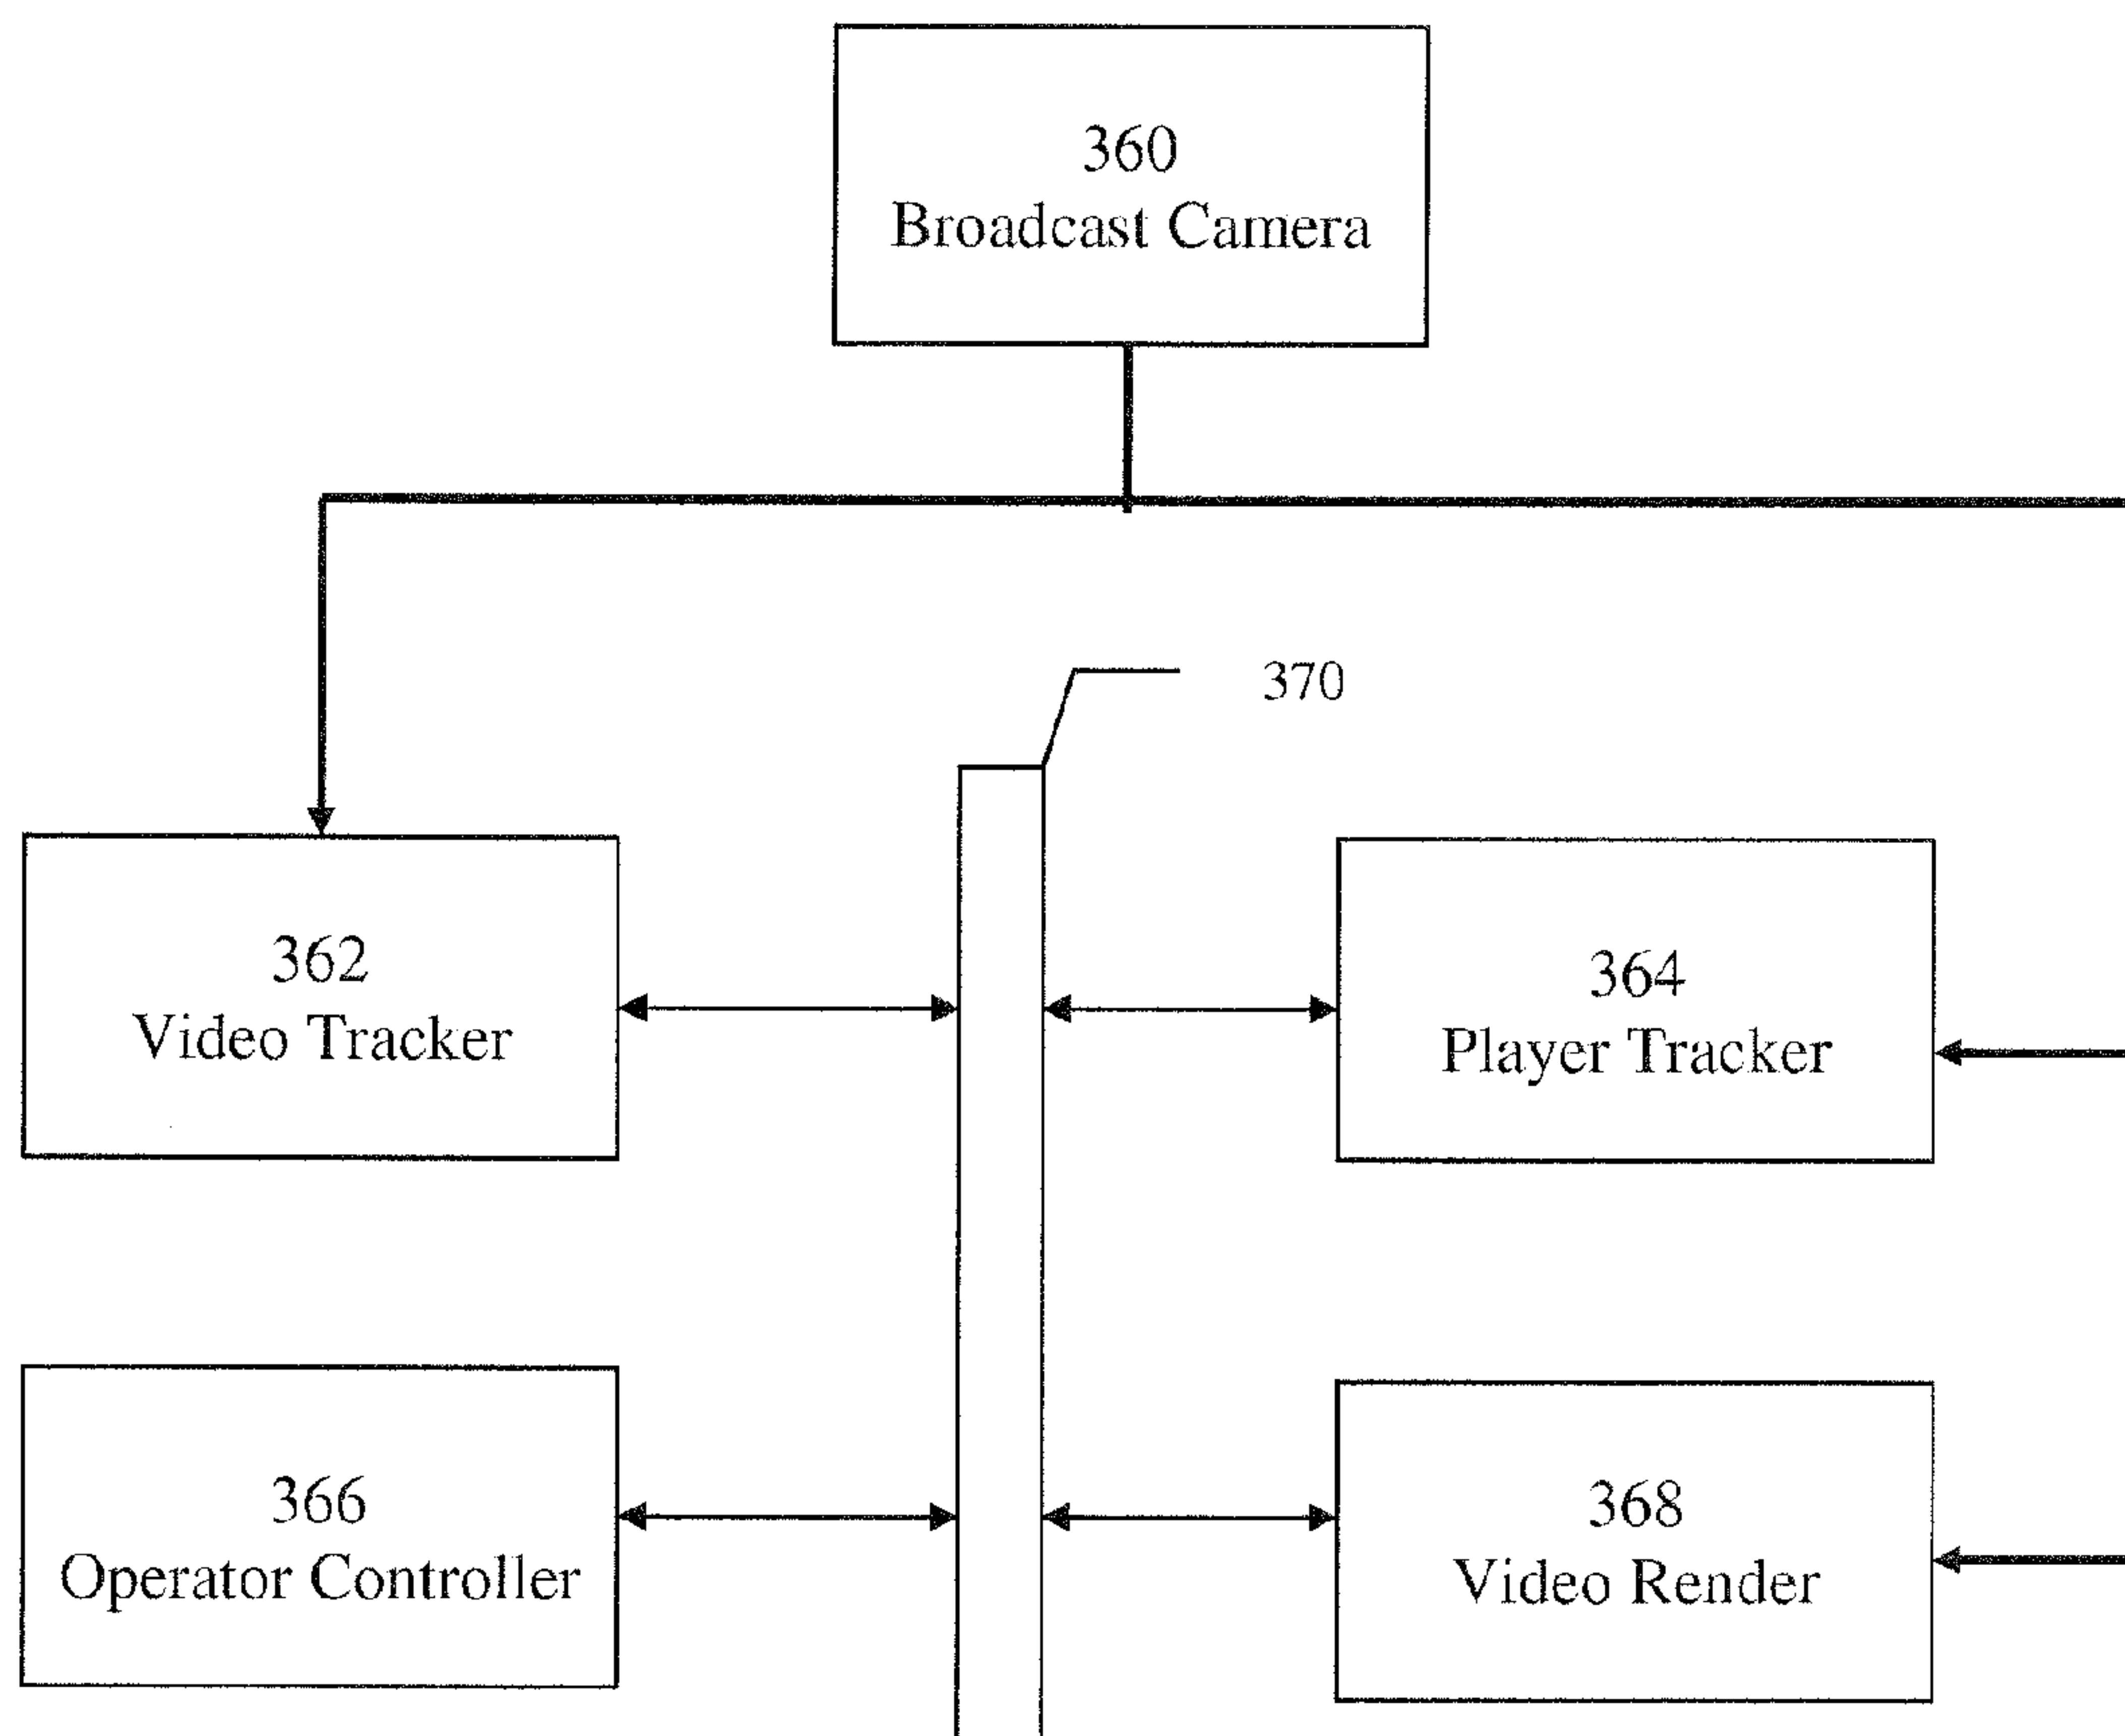 360
Broadcast Camera
370
362
Video Tracker
364
Player Tracker
366
Operator Controller
368
Video Render